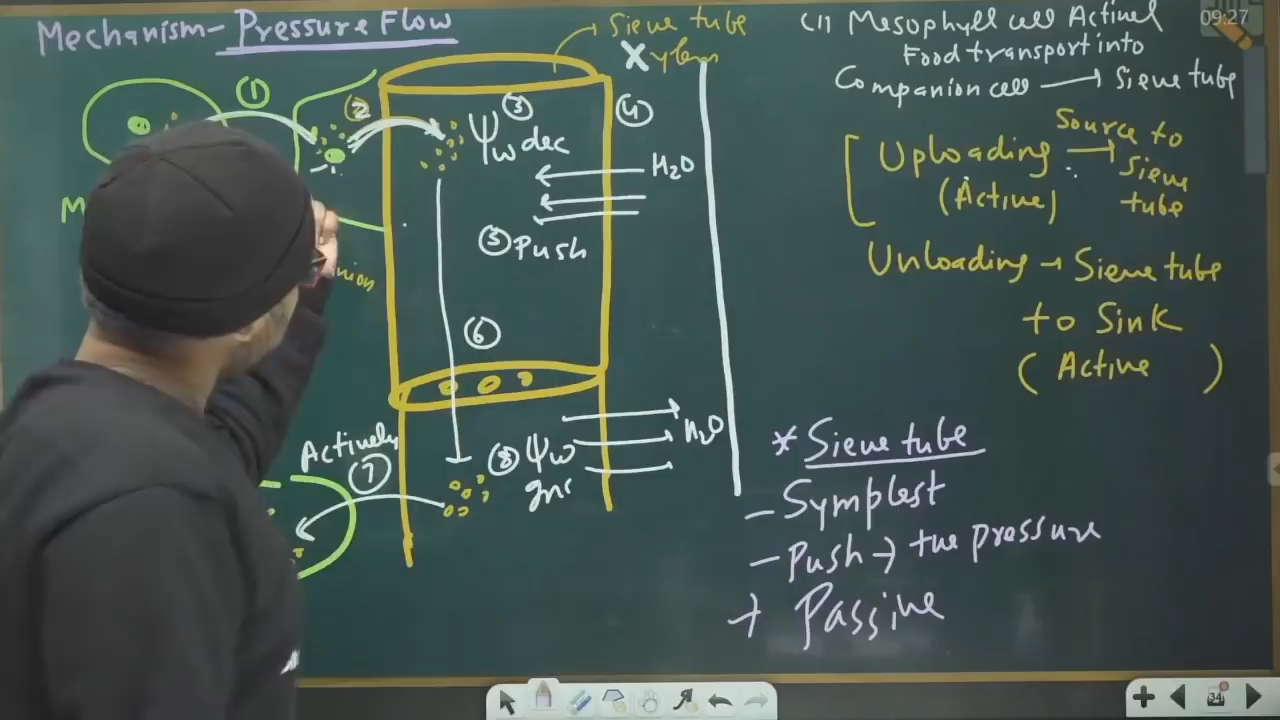 Mechanism- Pressure Flow
Sieve tube
Xylem
(1) Mesophyll cell Actively
Food transport into
Companion cell → Sieve tube
09:27
①
②
③
④
Ψw dec
H2O
⑤ Push
Uploading → Source to
Sieve
tube
(Active)
Unloading → Sieve tube
to Sink
(Active)
⑥
Actively
⑦
⑧ Ψw
Inc
H2O
* Sieve tube
- Symplast
- Push → +ve pressure
→ Passive
34